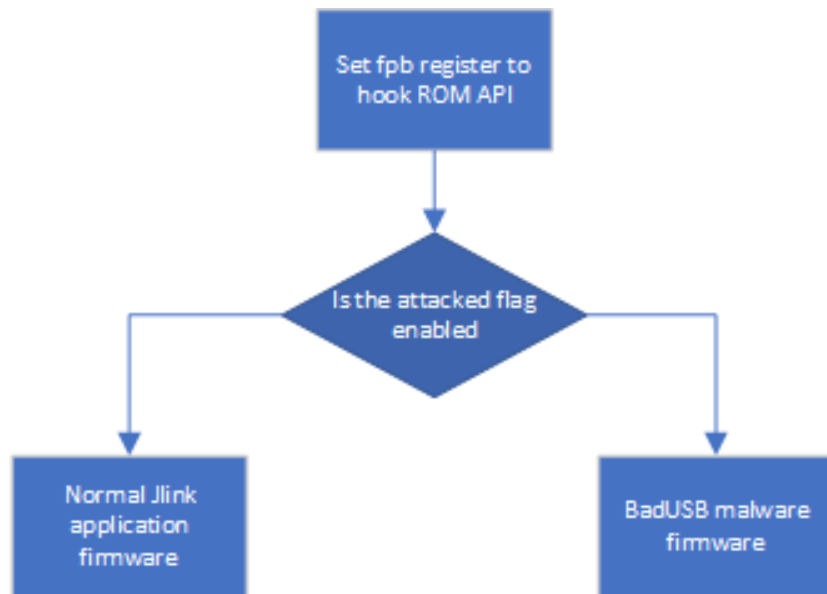 Set fpb register to
hook ROM API
Is the attacked flag
enabled
Normal Jlink
application
firmware
BadUSB malware
firmware